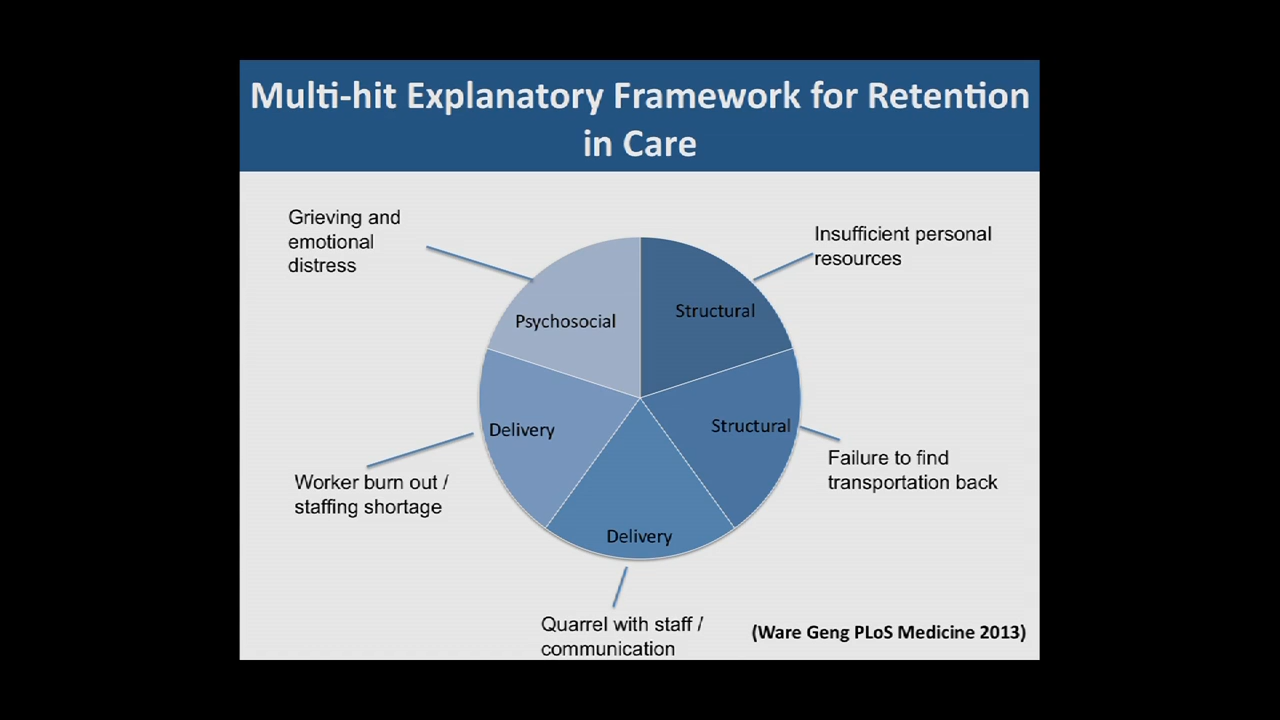 Multi-hit Explanatory Framework for Retention
in Care
Grieving and
emotional
distress
Insufficient personal
resources
Psychosocial
Structural
Delivery
Structural
Worker burn out /
staffing shortage
Failure to find
transportation back
Delivery
Quarrel with staff /
communication
(Ware Geng PLoS Medicine 2013)